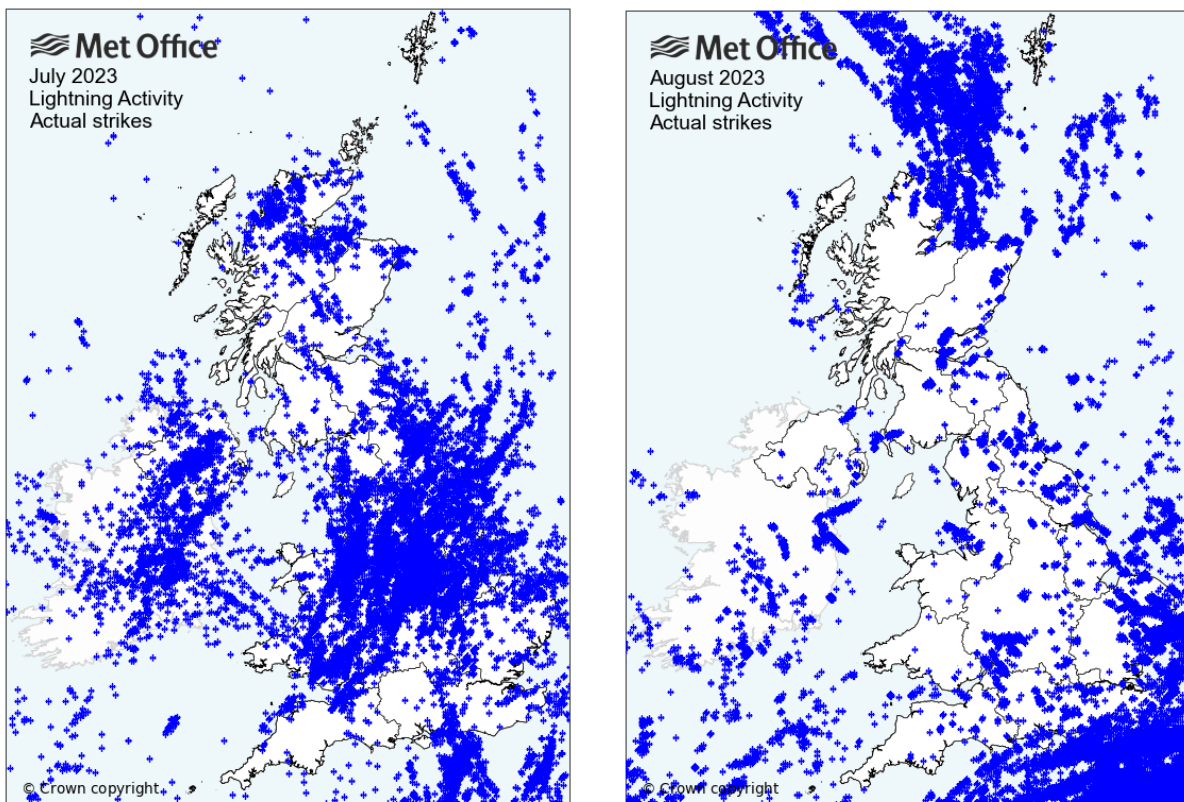 Met Office
July 2023
Lightning Activity
Actual strikes
© Crown copyright
Met Office
August 2023
Lightning Activity
Actual strikes
© Crown copyright